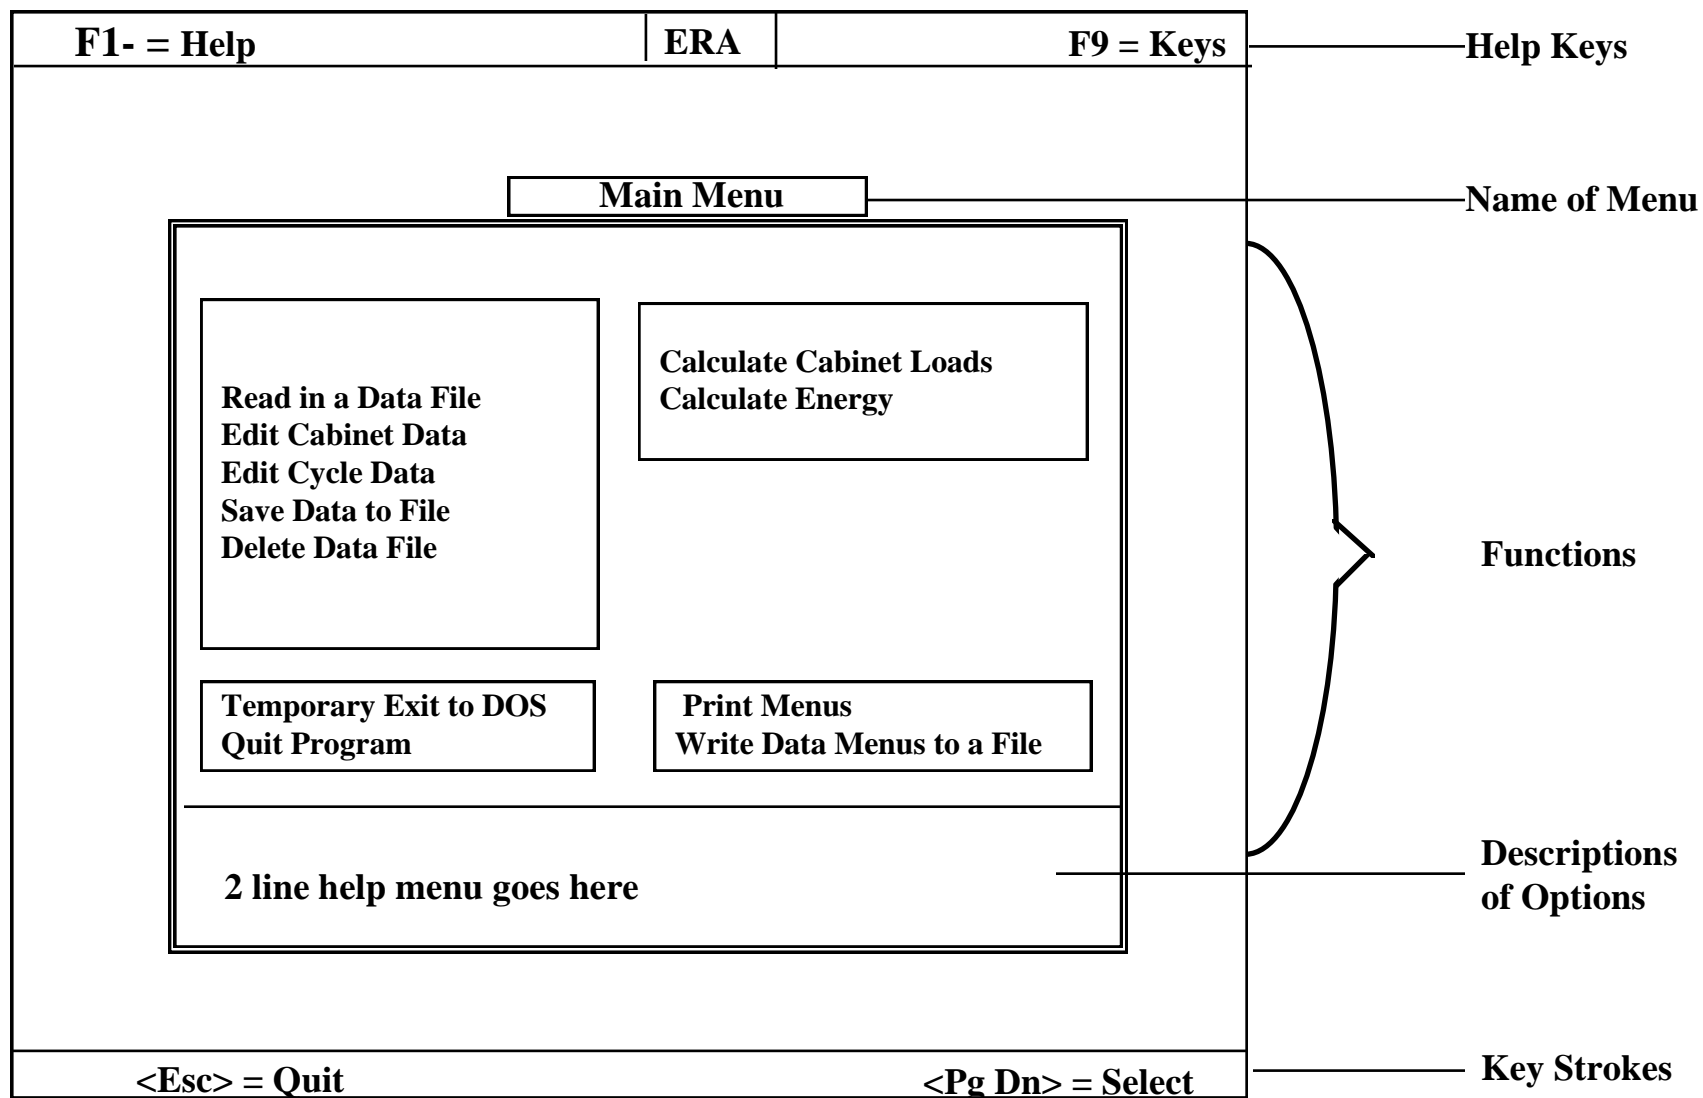 F1- = Help ERA F9 = Keys
Help Keys
Main Menu
Name of Menu
Read in a Data File
Edit Cabinet Data
Edit Cycle Data
Save Data to File
Delete Data File
Calculate Cabinet Loads
Calculate Energy
Functions
Temporary Exit to DOS
Quit Program
Print Menus
Write Data Menus to a File
2 line help menu goes here
Descriptions
of Options
<Esc> = Quit <Pg Dn> = Select
Key Strokes